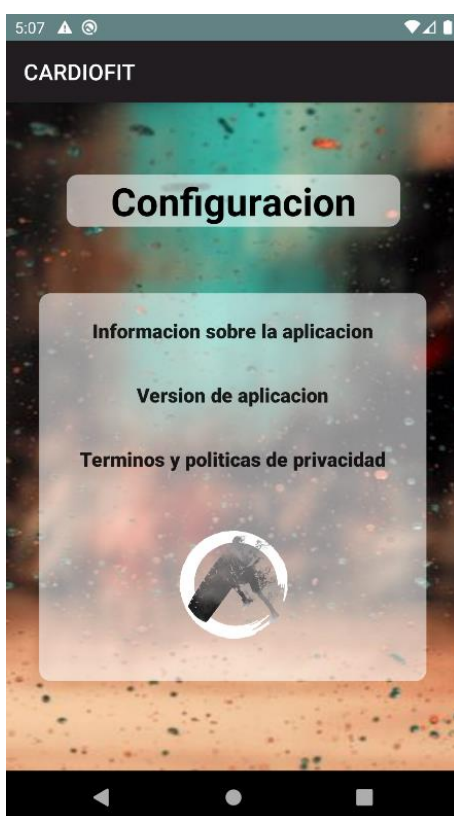 5:07
CARDIOFIT
Configuracion
Informacion sobre la aplicacion
Version de aplicacion
Terminos y politicas de privacidad